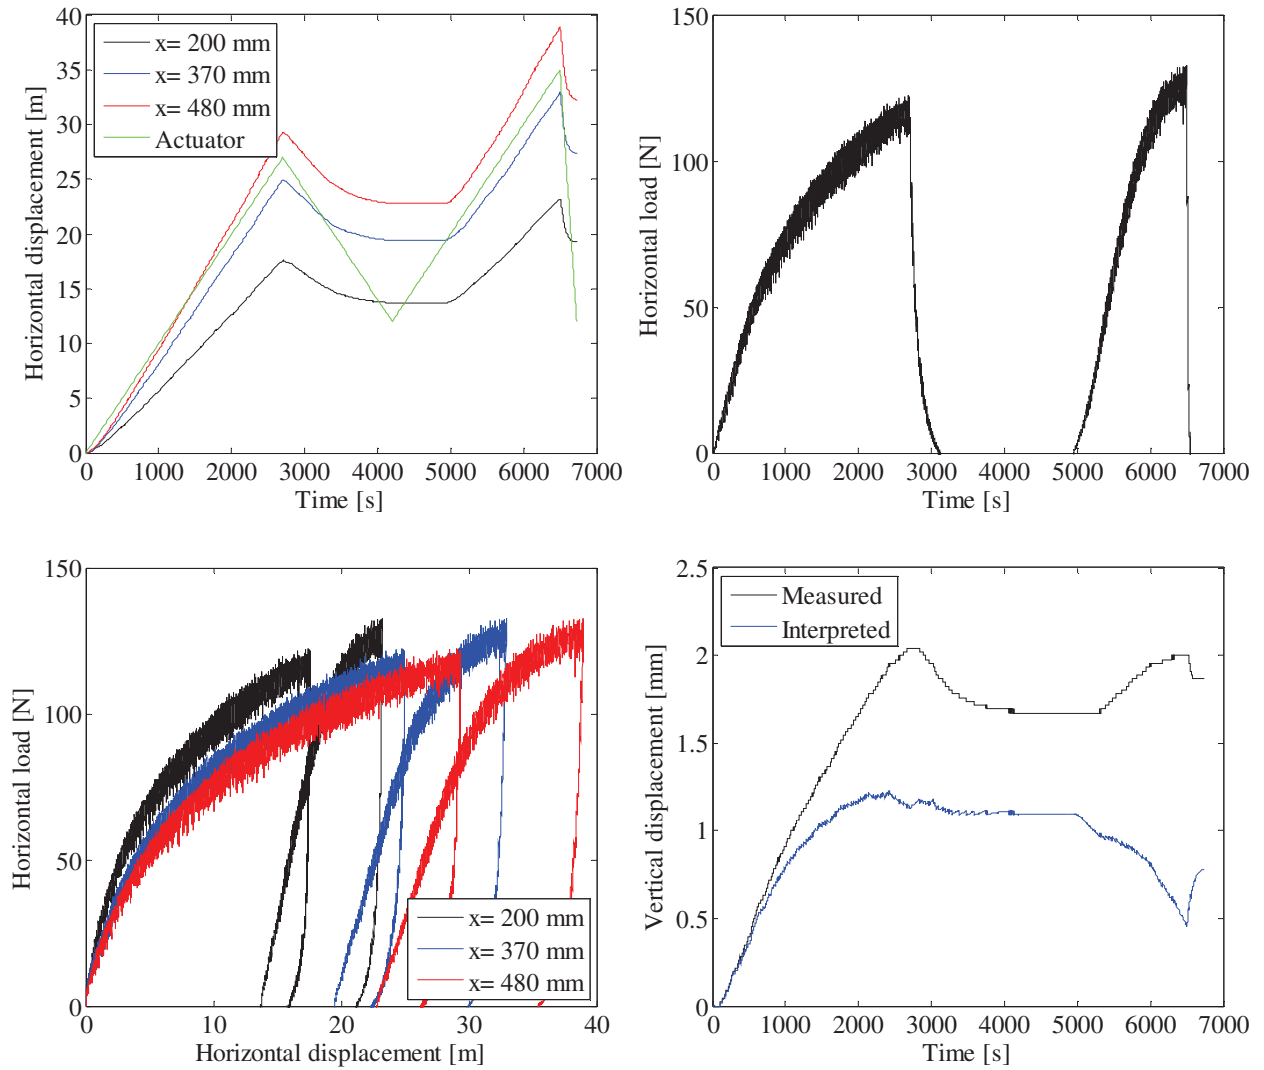 40
35
30
25
20
15
10
5
0
0 1000 2000 3000 4000 5000 6000 7000
Time [s]
Horizontal displacement [m]
x= 200 mm
x= 370 mm
x= 480 mm
Actuator
150
100
50
0
0 1000 2000 3000 4000 5000 6000 7000
Time [s]
Horizontal load [N]
150
100
50
0
0 10 20 30 40
Horizontal displacement [m]
Horizontal load [N]
x= 200 mm
x= 370 mm
x= 480 mm
2.5
2
1.5
1
0.5
0
0 1000 2000 3000 4000 5000 6000 7000
Time [s]
Vertical displacement [mm]
Measured
Interpreted